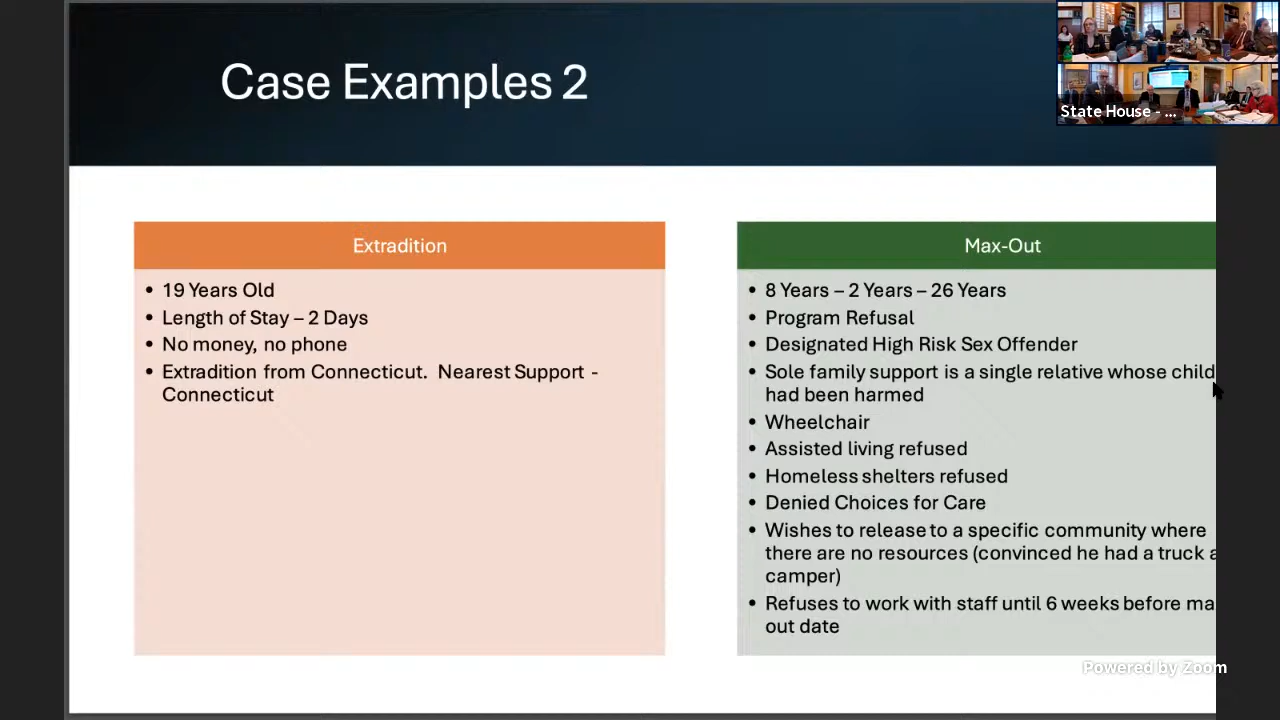 Case Examples 2
State House - ...
Extradition
• 19 Years Old
• Length of Stay – 2 Days
• No money, no phone
• Extradition from Connecticut.  Nearest Support -
Connecticut
Max-Out
• 8 Years – 2 Years – 26 Years
• Program Refusal
• Designated High Risk Sex Offender
• Sole family support is a single relative whose child
had been harmed
• Wheelchair
• Assisted living refused
• Homeless shelters refused
• Denied Choices for Care
• Wishes to release to a specific community where
there are no resources (convinced he had a truck a
camper)
• Refuses to work with staff until 6 weeks before ma
out date
Powered by Zoom